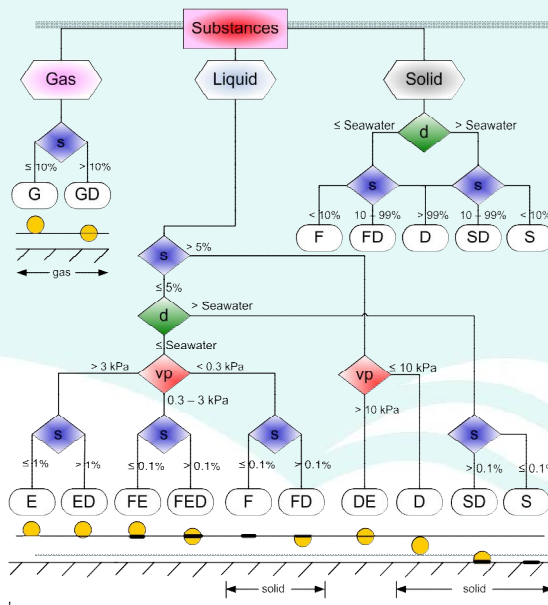 Substances
Gas Liquid Solid
≤ Seawater d > Seawater
s s s
≤ 10% > 10%
G GD
< 10% 10 – 99% > 99% 10 – 99% < 10%
F FD D SD S
gas
s > 5%
≤ 5%
d > Seawater
≤ Seawater
> 3 kPa vp < 0.3 kPa vp ≤ 10 kPa
0.3 – 3 kPa > 10 kPa
s s s s
≤ 1% > 1% ≤ 0.1% > 0.1% ≤ 0.1% > 0.1% > 0.1% ≤ 0.1%
E ED FE FED F FD DE D SD S
solid solid